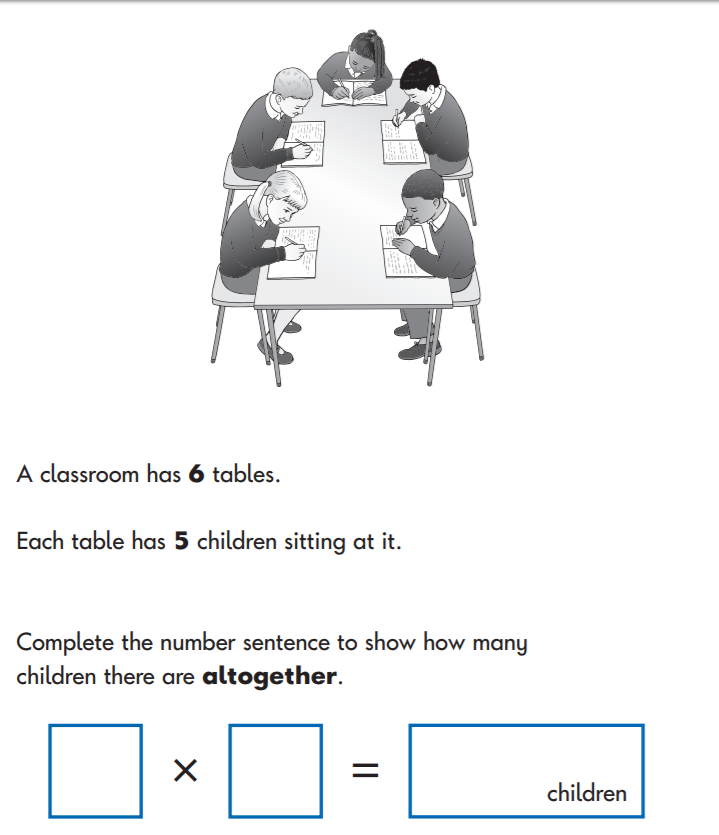 A classroom has 6 tables.
Each table has 5 children sitting at it.
Complete the number sentence to show how many
children there are altogether.
× = children